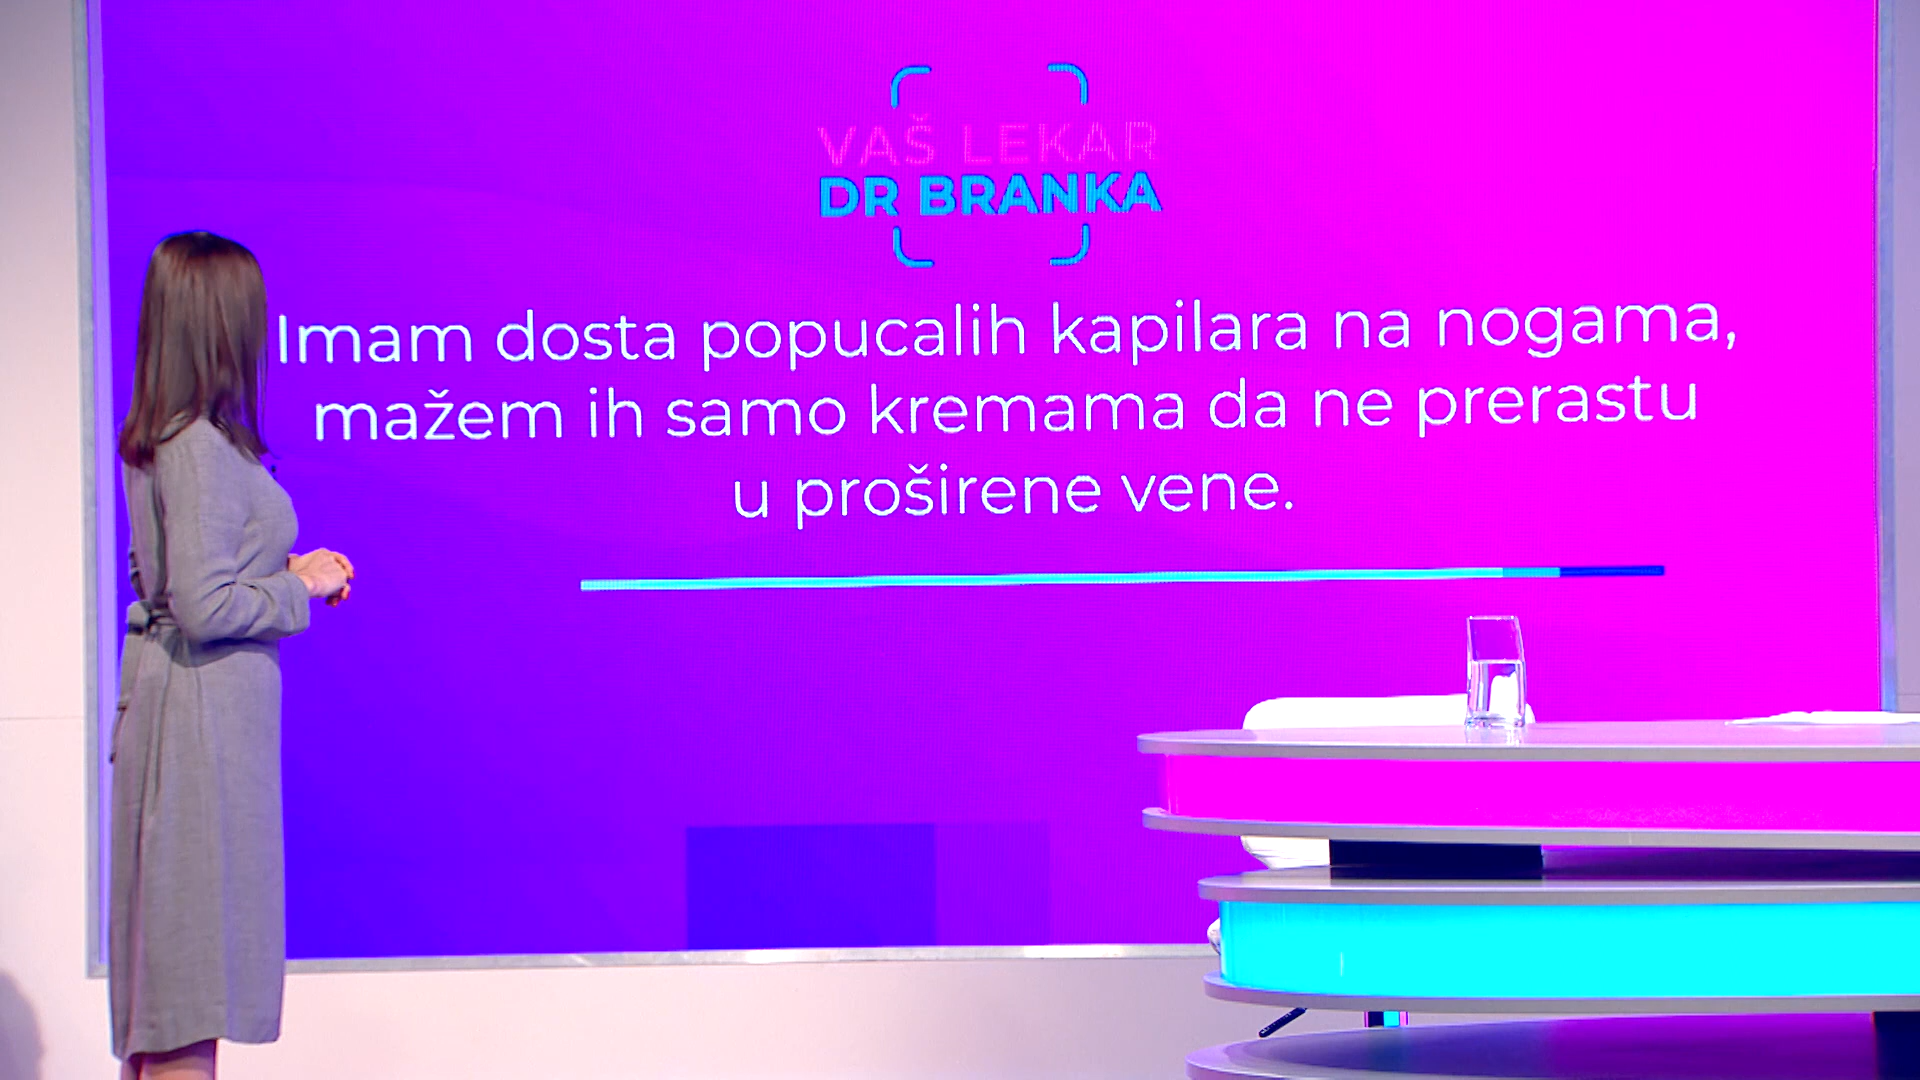 VAŠ LEKAR
DR BRANKA
Imam dosta popucalih kapilara na nogama,
mažem ih samo kremama da ne prerastu
u proširene vene.